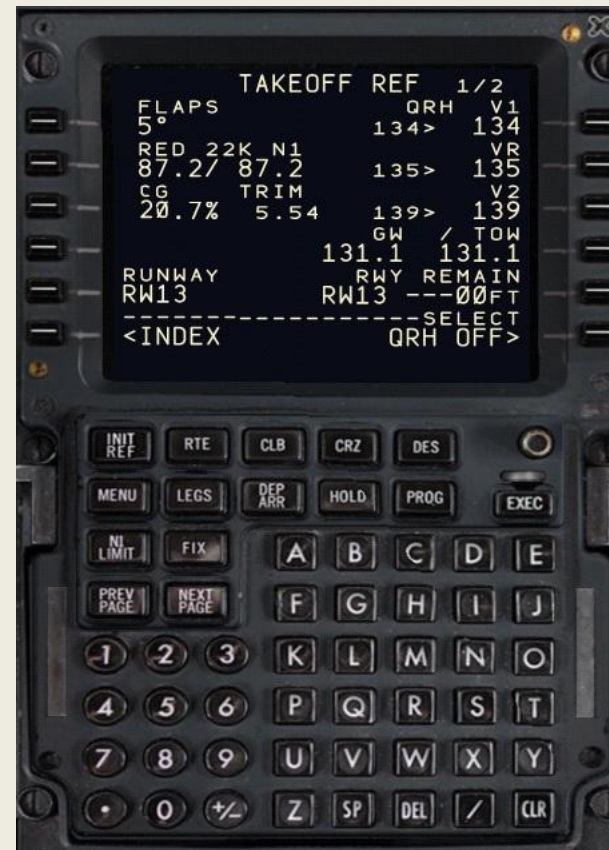 TAKEOFF REF 1/2
FLAPS QRH V1
5° 134> 134
RED 22K N1 VR
87.2/ 87.2 135> 135
CG TRIM V2
20.7% 5.54 139> 139
GW / TOW
131.1 131.1
RUNWAY RWY REMAIN
RW13 RW13 ---00FT
--------------------SELECT
<INDEX QRH OFF>
INIT REF RTE CLB CRZ DES
MENU LEGS DEP ARR HOLD PROG EXEC
N1 LIMIT FIX A B C D E
PREV PAGE NEXT PAGE F G H I J
1 2 3 K L M N O
4 5 6 P Q R S T
7 8 9 U V W X Y
. 0 +/- Z SP DEL / CLR